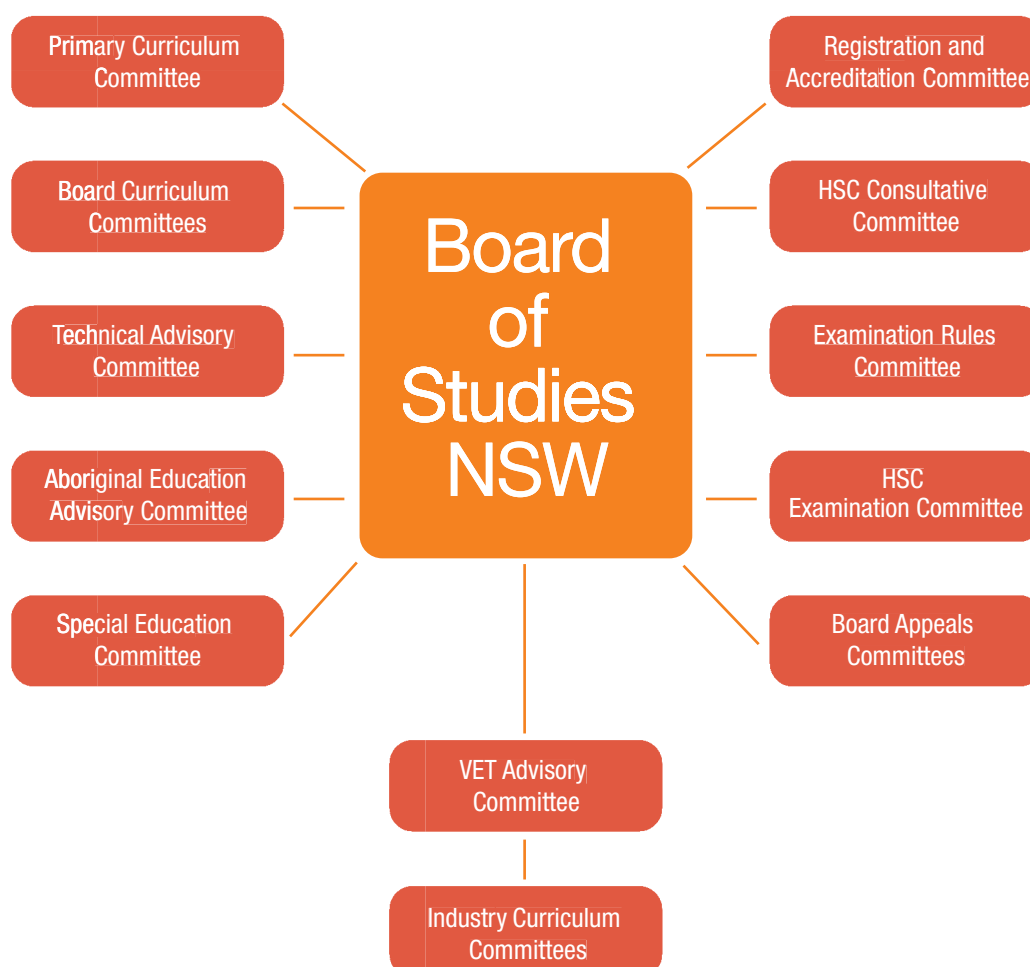 Primary Curriculum
Committee
Board Curriculum
Committees
Technical Advisory
Committee
Aboriginal Education
Advisory Committee
Special Education
Committee
Board
of
Studies
NSW
Registration and
Accreditation Committee
HSC Consultative
Committee
Examination Rules
Committee
HSC
Examination Committee
Board Appeals
Committees
VET Advisory
Committee
Industry Curriculum
Committees